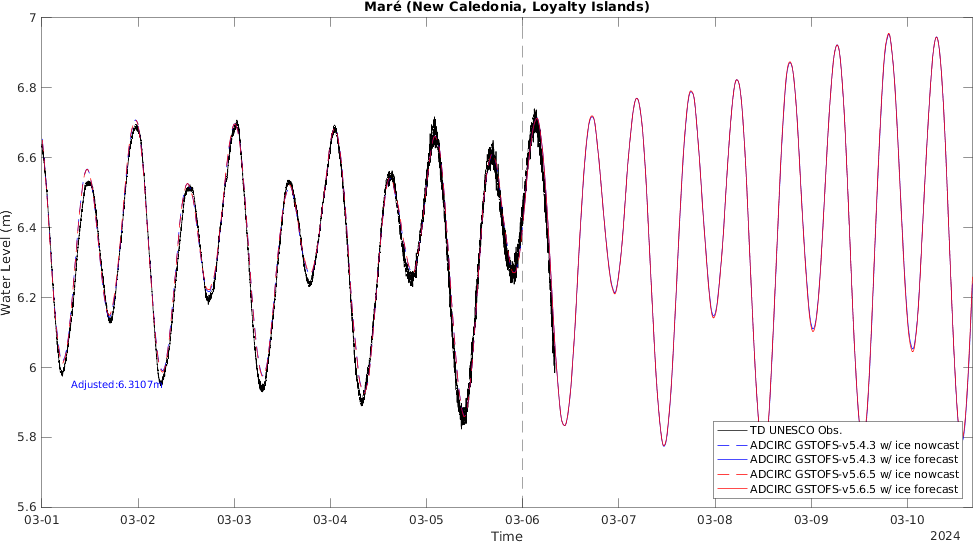 Maré (New Caledonia, Loyalty Islands)
7
6.8
6.6
6.4
6.2
6
5.8
5.6
Water Level (m)
Adjusted:6.3107m
TD UNESCO Obs.
ADCIRC GSTOFS-v5.4.3 w/ ice nowcast
ADCIRC GSTOFS-v5.4.3 w/ ice forecast
ADCIRC GSTOFS-v5.6.5 w/ ice nowcast
ADCIRC GSTOFS-v5.6.5 w/ ice forecast
03-01 03-02 03-03 03-04 03-05 03-06 03-07 03-08 03-09 03-10
Time
2024